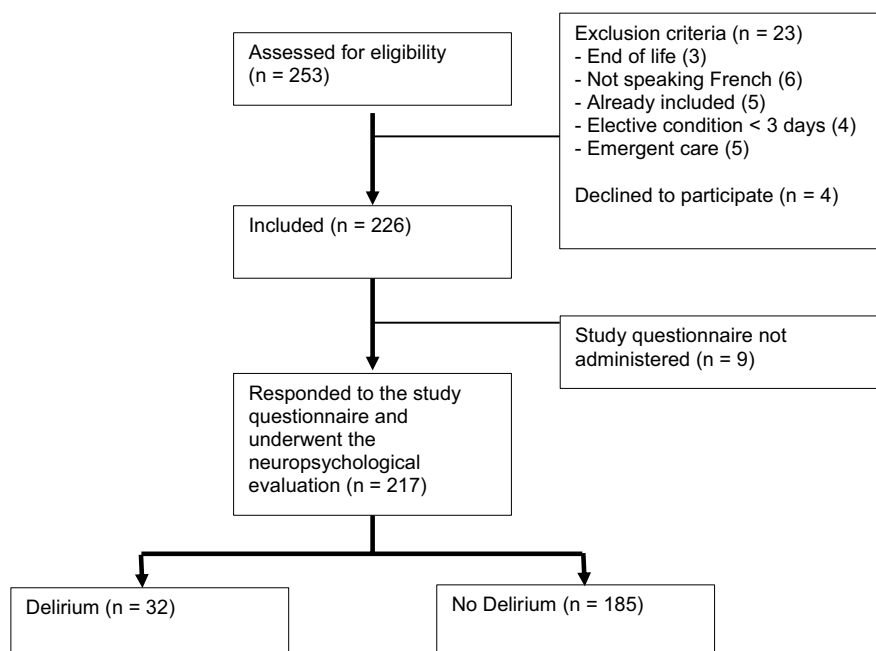 Assessed for eligibility
(n = 253)
Exclusion criteria (n = 23)
- End of life (3)
- Not speaking French (6)
- Already included (5)
- Elective condition < 3 days (4)
- Emergent care (5)
Declined to participate (n = 4)
Included (n = 226)
Study questionnaire not
administered (n = 9)
Responded to the study
questionnaire and
underwent the
neuropsychological
evaluation (n = 217)
Delirium (n = 32)
No Delirium (n = 185)